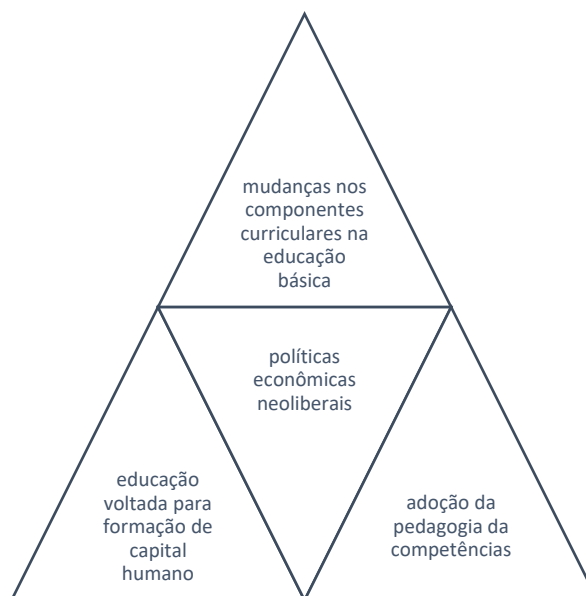 mudanças nos
componentes
curriculares na
educação
básica
políticas
econômicas
neoliberais
educação
voltada para
formação de
capital
humano
adoção da
pedagogia da
competências